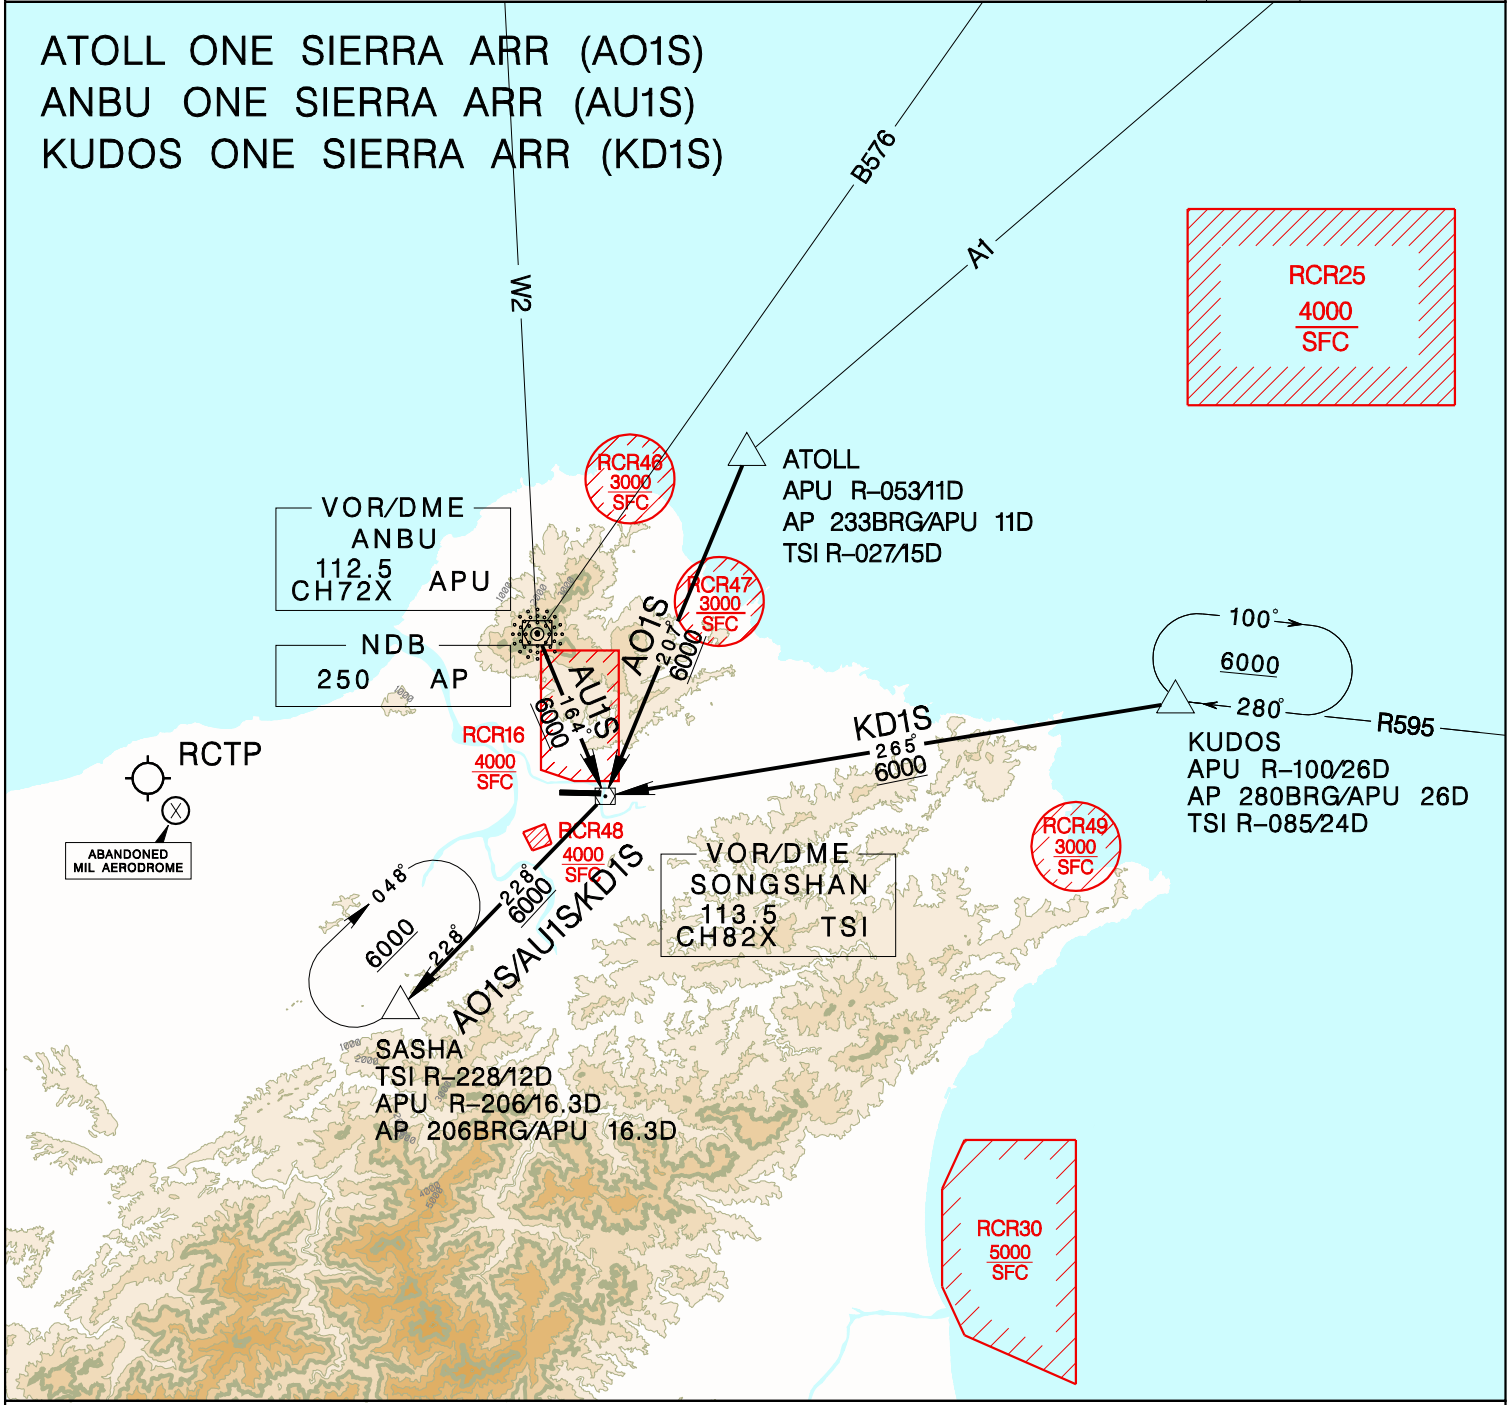 ATOLL ONE SIERRA ARR (AO1S)
ANBU ONE SIERRA ARR (AU1S)
KUDOS ONE SIERRA ARR (KD1S)
B576
A1
W2
RCR25
4000
SFC
RCR46
3000
SFC
ATOLL
APU R-053/11D
AP 233BRG/APU 11D
TSI R-027/15D
VOR/DME
ANBU
112.5
CH72X APU
NDB
250 AP
1000
RCR47
3000
SFC
AO1S
207°
6000
AU1S
164°
6000
100°
6000
280°
R595
KUDOS
APU R-100/26D
AP 280BRG/APU 26D
TSI R-085/24D
KD1S
265°
6000
RCR16
4000
SFC
RCTP
X
ABANDONED
MIL AERODROME
RCR48
4000
SFC
RCR49
3000
SFC
VOR/DME
SONGSHAN
113.5
CH82X TSI
048°
6000
228°
228°
6000
AO1S/AU1S/KD1S
1000
2000
SASHA
TSI R-228/12D
APU R-206/16.3D
AP 206BRG/APU 16.3D
RCR30
5000
SFC